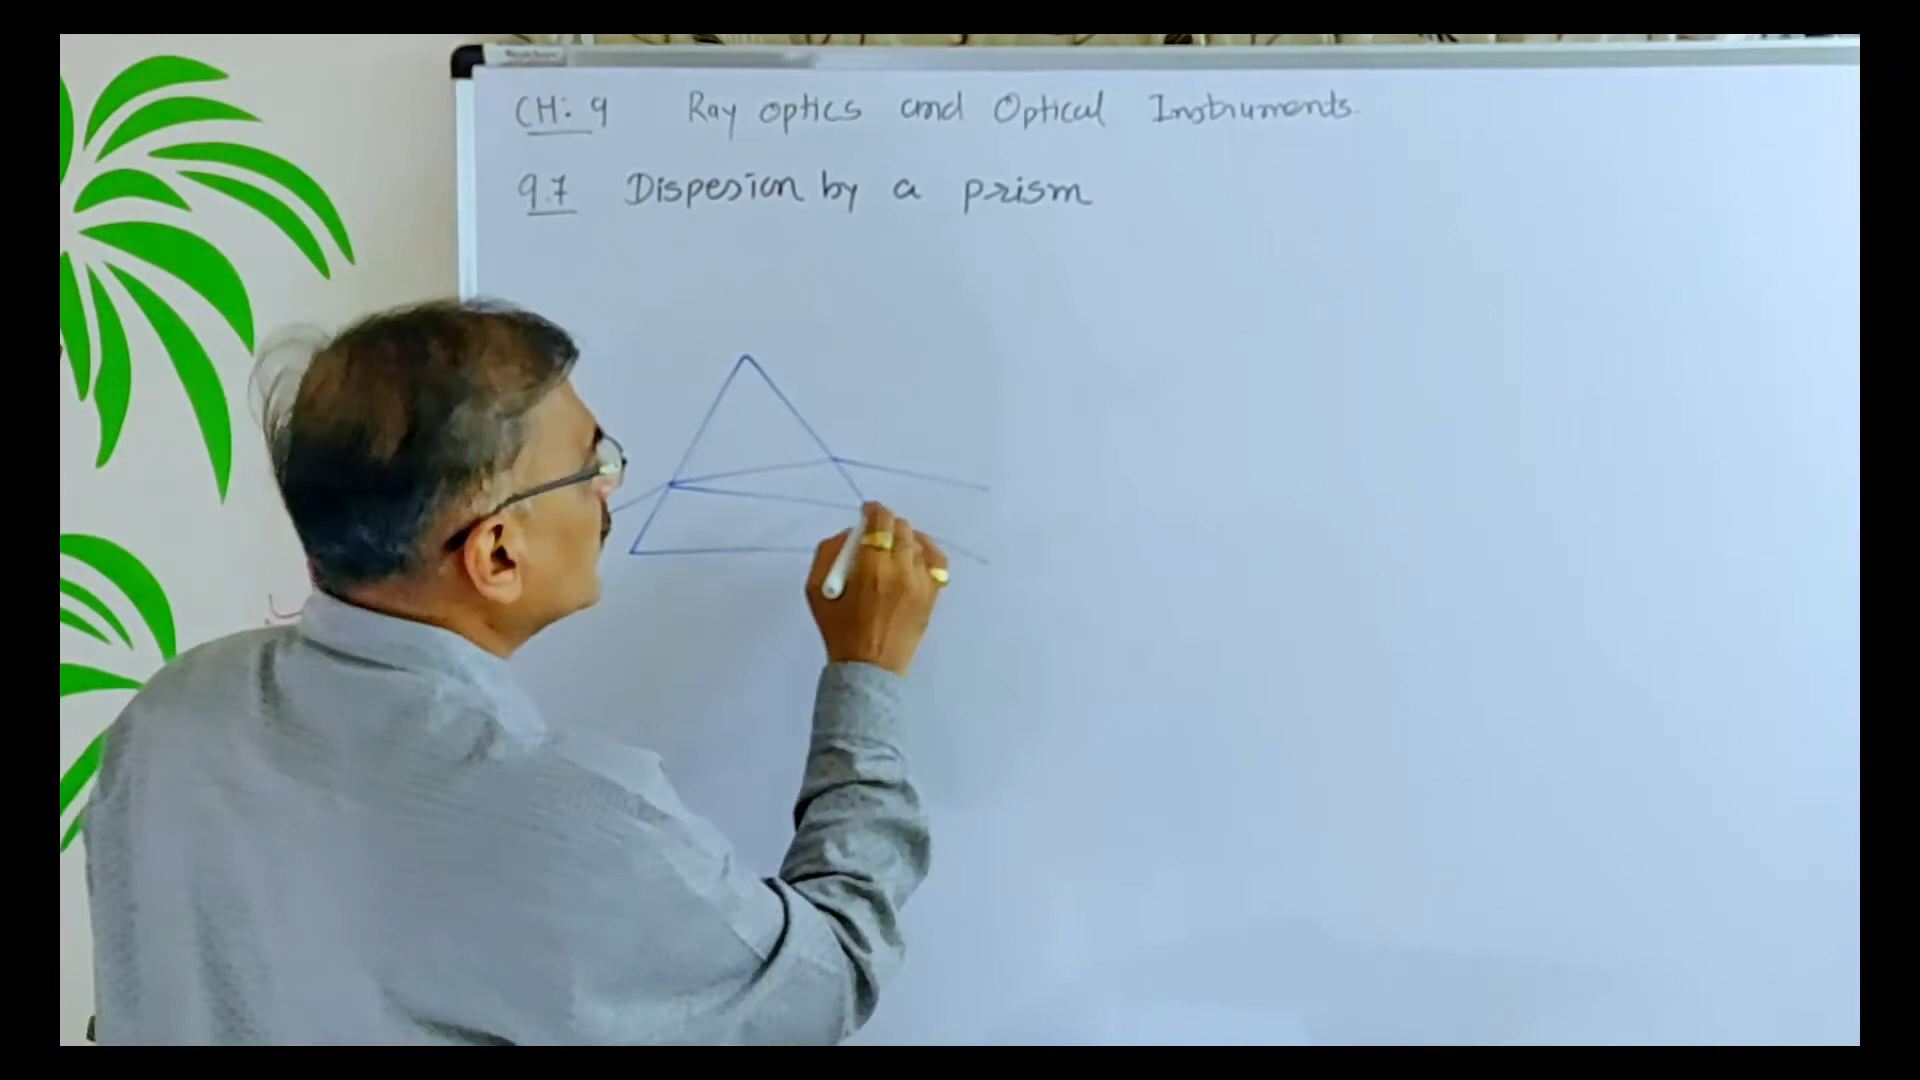 CH: 9 Ray optics and Optical Instruments.
9.7 Dispesion by a prism